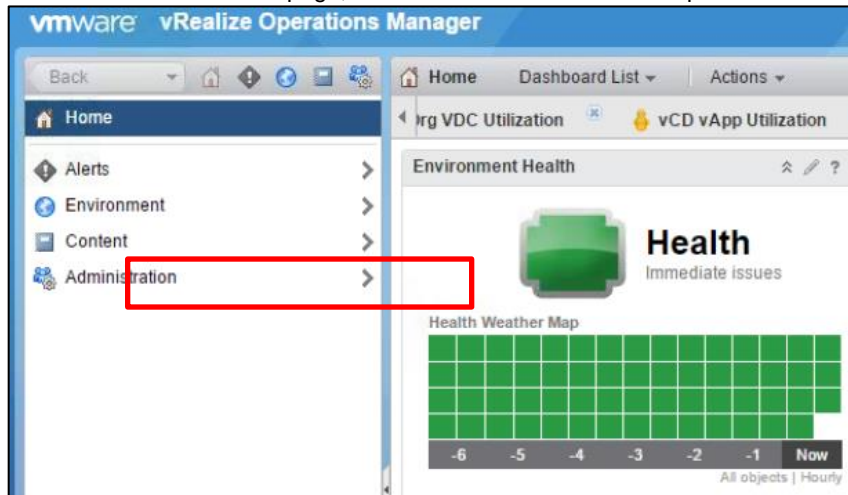 vmware vRealize Operations Manager
Back
Home Dashboard List Actions
Home
rg VDC Utilization vCD vApp Utilization
Alerts
Environment
Content
Administration
Environment Health ?
Health
Immediate issues
Health Weather Map
-6 -5 -4 -3 -2 -1 Now
All objects | Hourly